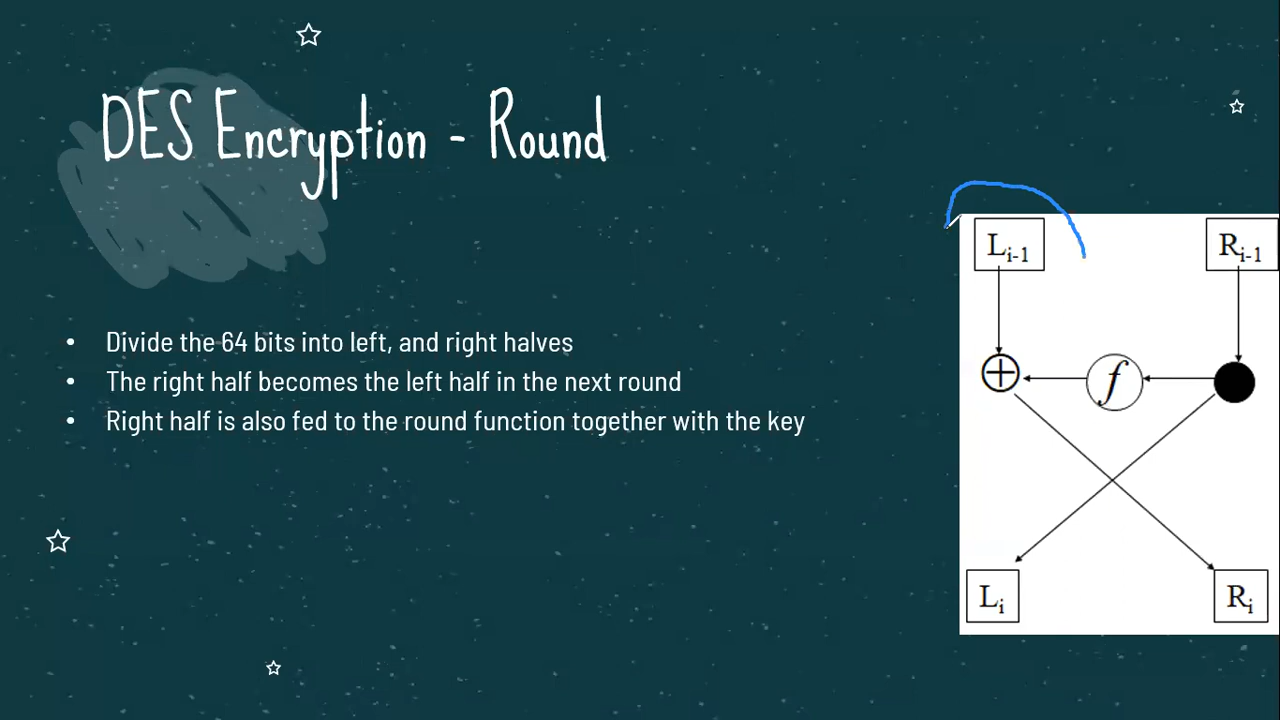 DES Encryption - Round
• Divide the 64 bits into left, and right halves
• The right half becomes the left half in the next round
• Right half is also fed to the round function together with the key
Li-1 Ri-1
f
Li Ri